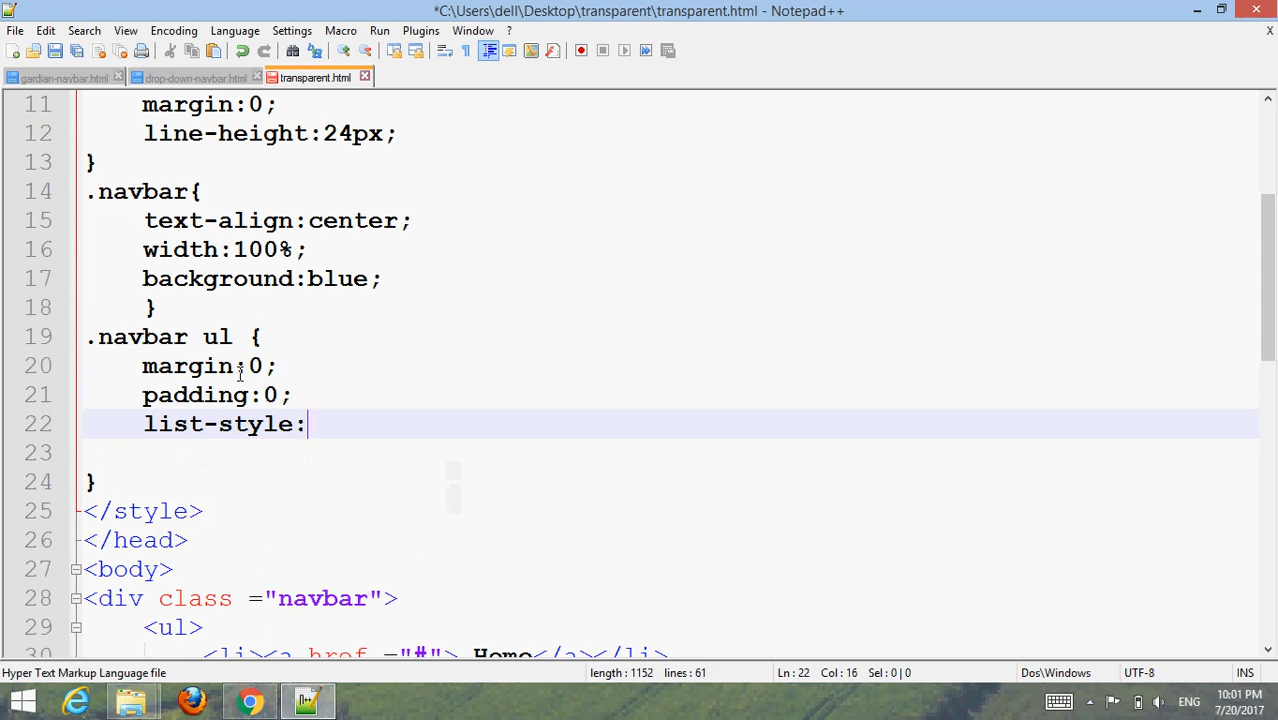 *C:\Users\dell\Desktop\transparent\transparent.html - Notepad++
File Edit Search View Encoding Language Settings Macro Run Plugins Window ? X
gardian-navbar.html drop-down-navbar.html transparent.html
11 margin:0;
12 line-height:24px;
13 }
14 .navbar{
15 text-align:center;
16 width:100%;
17 background:blue;
18 }
19 .navbar ul {
20 margin:0;
21 padding:0;
22 list-style:
23
24 }
25 </style>
26 </head>
27 <body>
28 <div class ="navbar">
29 <ul>
30 <li><a href ="#"> Home</a></li>
Hyper Text Markup Language file length : 1152 lines : 61 Ln : 22 Col : 16 Sel : 0 | 0 Dos\Windows UTF-8 INS
ENG 10:01 PM
7/20/2017